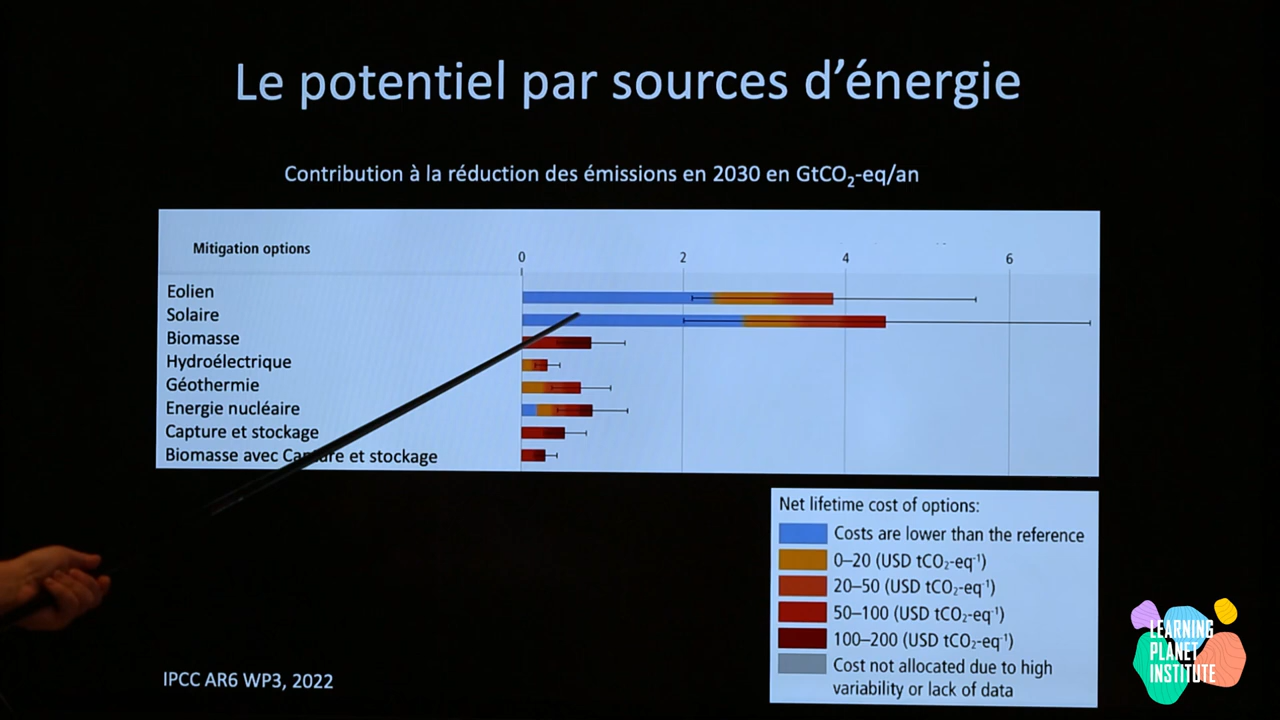 Le potentiel par sources d’énergie
Contribution à la réduction des émissions en 2030 en GtCO₂-eq/an
Mitigation options
0 2 4 6
Eolien
Solaire
Biomasse
Hydroélectrique
Géothermie
Energie nucléaire
Capture et stockage
Biomasse avec Capture et stockage
Net lifetime cost of options:
Costs are lower than the reference
0–20 (USD tCO₂-eq⁻¹)
20–50 (USD tCO₂-eq⁻¹)
50–100 (USD tCO₂-eq⁻¹)
100–200 (USD tCO₂-eq⁻¹)
Cost not allocated due to high
variability or lack of data
IPCC AR6 WP3, 2022
LEARNING
PLANET
INSTITUTE